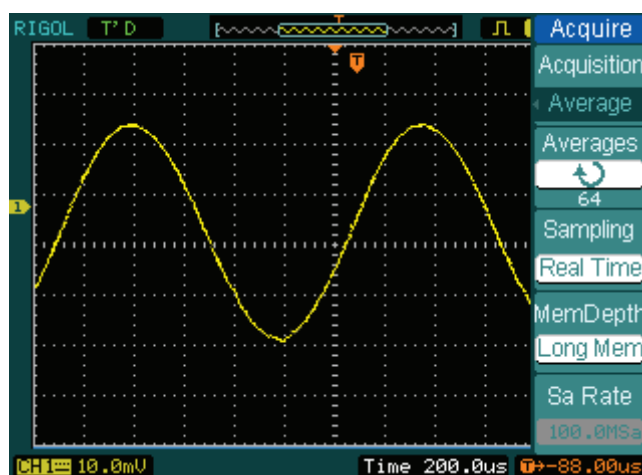 RIGOL T'D T Acquire
T
Acquisition
Average
Averages
64
1
Sampling
Real Time
MemDepth
Long Mem
Sa Rate
100.0MSa
CH1 10.0mV Time 200.0us T→-88.00us